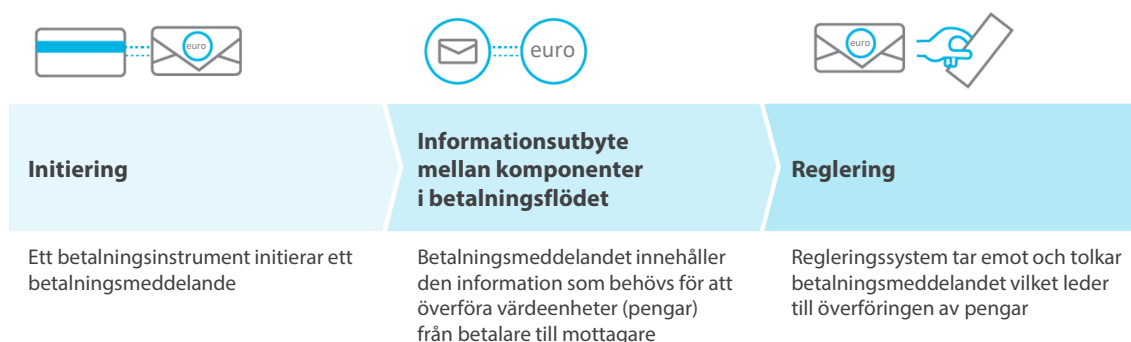 euro
euro
euro
Initiering
Informationsutbyte
mellan komponenter
i betalningsflödet
Reglering
Ett betalningsinstrument initierar ett
betalningsmeddelande
Betalningsmeddelandet innehåller
den information som behövs för att
överföra värdeenheter (pengar)
från betalare till mottagare
Regleringssystem tar emot och tolkar
betalningsmeddelandet vilket leder
till överföringen av pengar